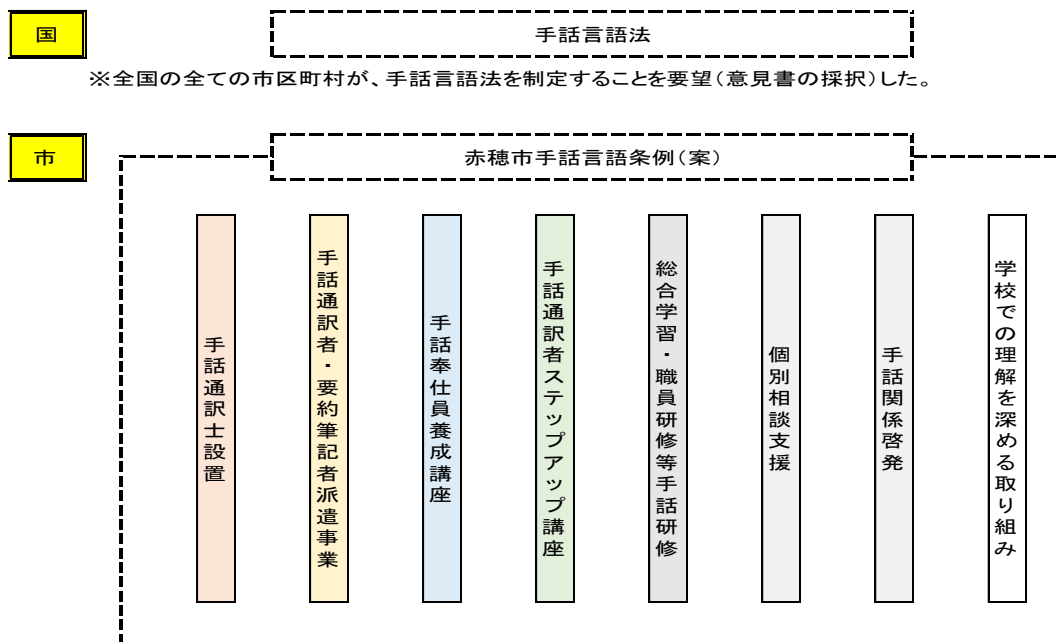 国
手話言語法
※全国の全ての市区町村が、手話言語法を制定することを要望(意見書の採択)した。
市
赤穂市手話言語条例(案)
手話通訳士設置
手話通訳者・要約筆記者派遣事業
手話奉仕員養成講座
手話通訳者ステップアップ講座
総合学習・職員研修等手話研修
個別相談支援
手話関係啓発
学校での理解を深める取り組み